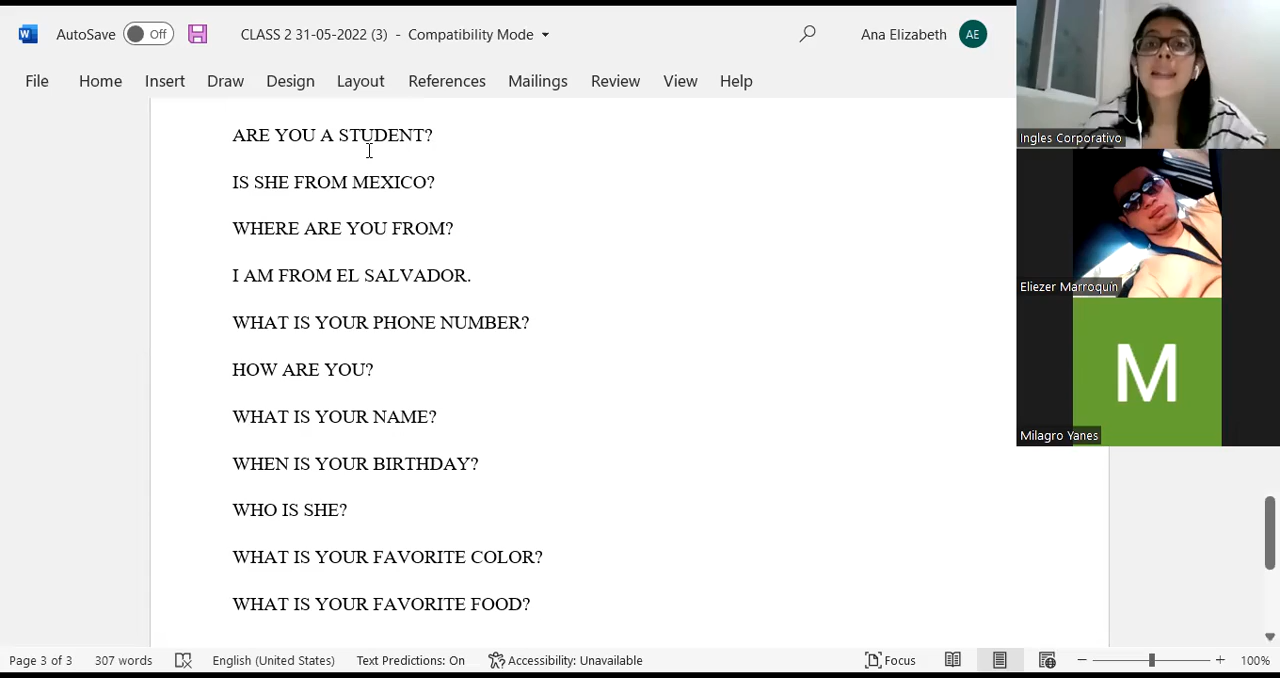 AutoSave Off CLASS 2 31-05-2022 (3) - Compatibility Mode Ana Elizabeth AE
File Home Insert Draw Design Layout References Mailings Review View Help
ARE YOU A STUDENT?
IS SHE FROM MEXICO?
WHERE ARE YOU FROM?
I AM FROM EL SALVADOR.
WHAT IS YOUR PHONE NUMBER?
HOW ARE YOU?
WHAT IS YOUR NAME?
WHEN IS YOUR BIRTHDAY?
WHO IS SHE?
WHAT IS YOUR FAVORITE COLOR?
WHAT IS YOUR FAVORITE FOOD?
Page 3 of 3 307 words English (United States) Text Predictions: On Accessibility: Unavailable Focus 100%
Ingles Corporativo
Eliezer Marroquín
M
Milagro Yanes